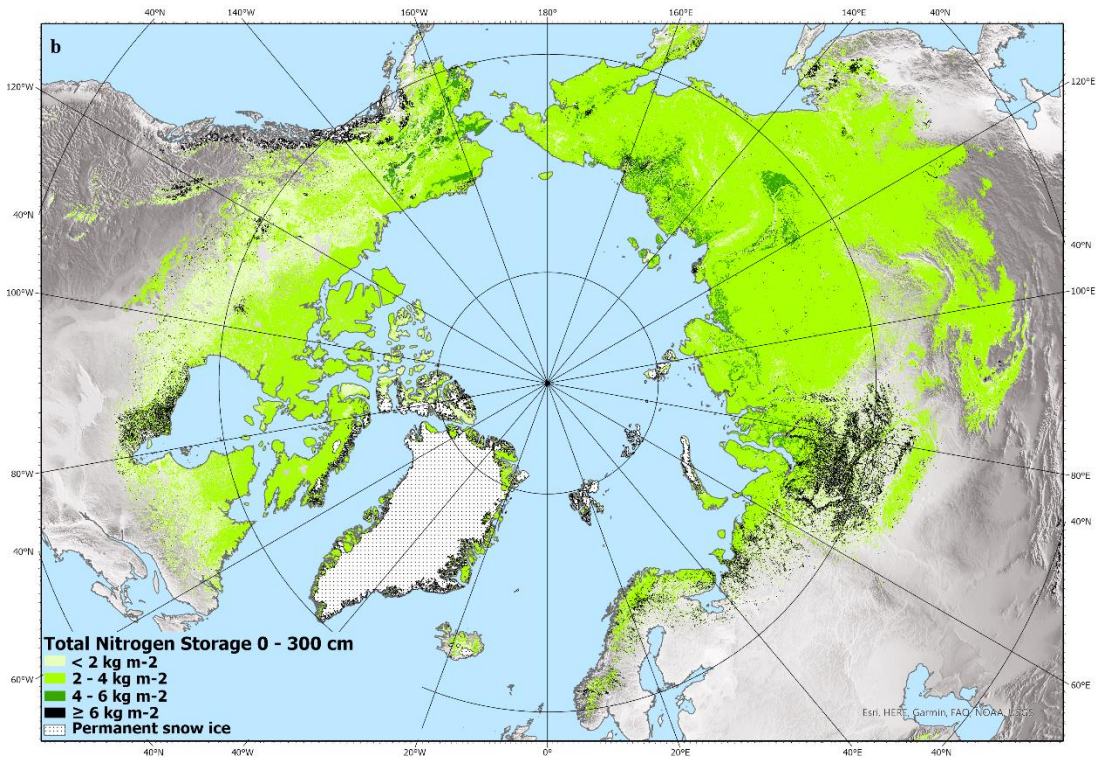 40°N 160°W 180° 160°E 140°E 40°N
b
120°W
120°E
40°N
40°N
100°W
100°E
80°W
80°E
40°N
40°N
Total Nitrogen Storage 0 - 300 cm
< 2 kg m-2
2 - 4 kg m-2
4 - 6 kg m-2
≥ 6 kg m-2
Permanent snow ice
60°W
60°E
Esri, HERE, Garmin, FAO, NOAA, USGS
40°N 40°W 20°W 0° 20°E 40°E 40°N